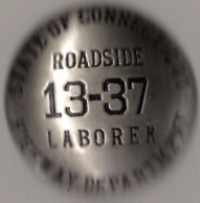 STATE OF CONNECTICUT
ROADSIDE
13-37
LABORER
HIGHWAY DEPARTMENT